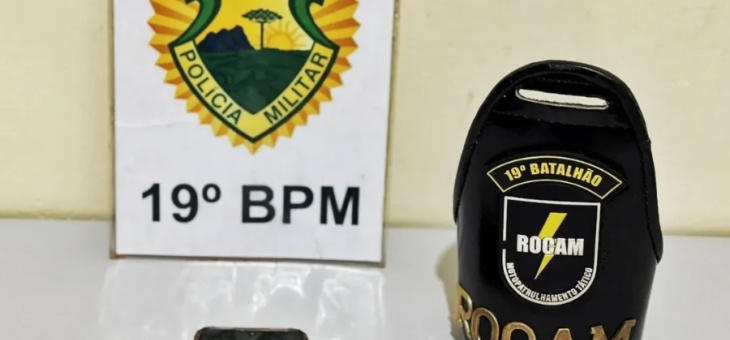 POLÍCIA MILITAR
19º BPM
19º BATALHÃO
ROCAM
MOTOPATRULHAMENTO TÁTICO
ROCAM